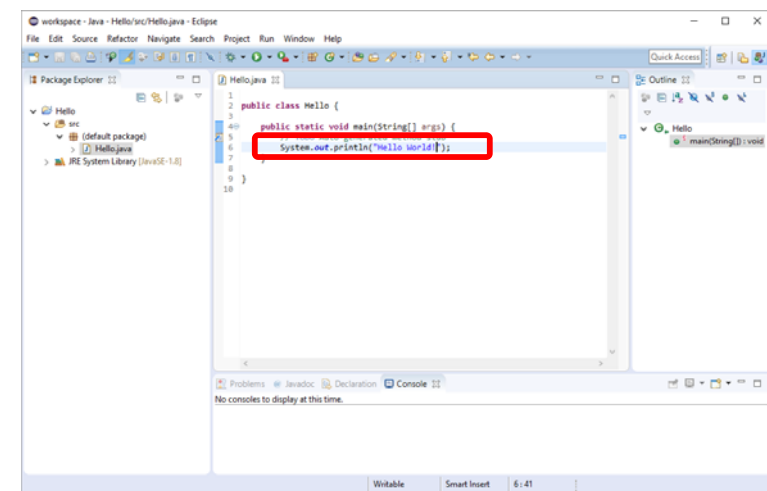 workspace - Java - Hello/src/Hello.java - Eclipse
File Edit Source Refactor Navigate Search Project Run Window Help
Quick Access
Package Explorer
Hello
src
(default package)
Hello.java
JRE System Library [JavaSE-1.8]
Hello.java
1
2 public class Hello {
3
4 public static void main(String[] args) {
5
6 System.out.println("Hello World!");
7 }
8
9 }
10
Outline
Hello
main(String[]) : void
Problems Javadoc Declaration Console
No consoles to display at this time.
Writable Smart Insert 6 : 41